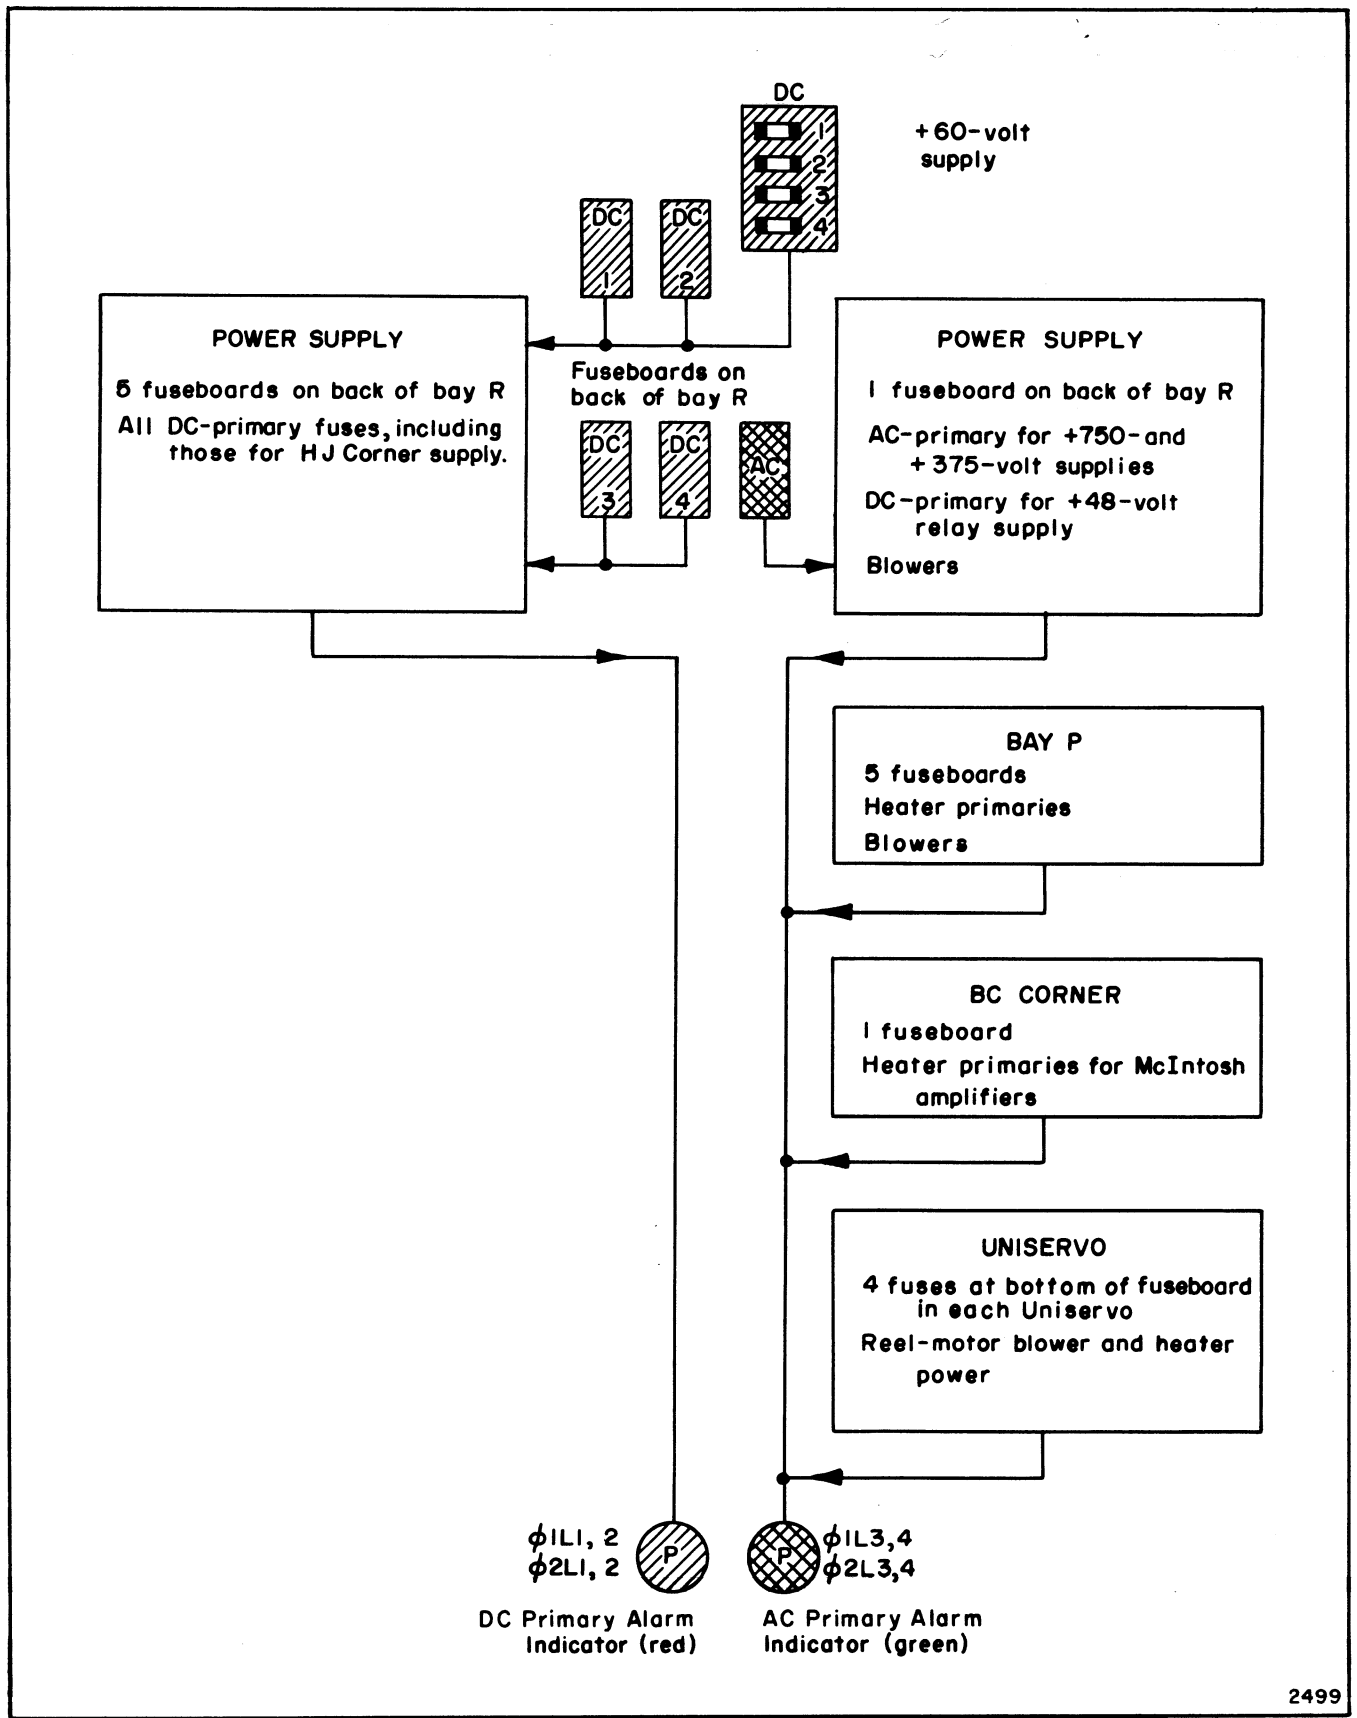 DC
1
2
3
4
+60-volt
supply
DC
1
DC
2
POWER SUPPLY
5 fuseboards on back of bay R
All DC-primary fuses, including
those for HJ Corner supply.
Fuseboards on
back of bay R
DC
3
DC
4
AC
POWER SUPPLY
1 fuseboard on back of bay R
AC-primary for +750- and
+375-volt supplies
DC-primary for +48-volt
relay supply
Blowers
BAY P
5 fuseboards
Heater primaries
Blowers
BC CORNER
1 fuseboard
Heater primaries for McIntosh
amplifiers
UNISERVO
4 fuses at bottom of fuseboard
in each Uniservo
Reel-motor blower and heater
power
ϕ1L1, 2
ϕ2L1, 2
P
DC Primary Alarm
Indicator (red)
P
ϕ1L3,4
ϕ2L3,4
AC Primary Alarm
Indicator (green)
2499